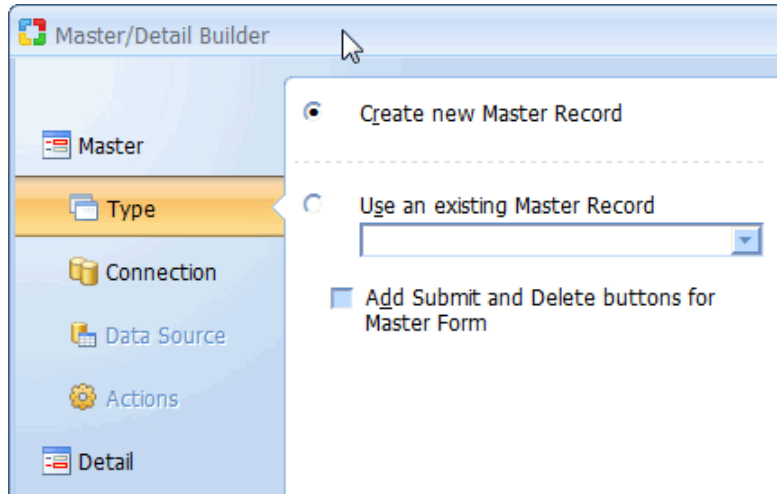 Master/Detail Builder
Create new Master Record
Master
Type
Use an existing Master Record
Connection
Add Submit and Delete buttons for
Master Form
Data Source
Actions
Detail